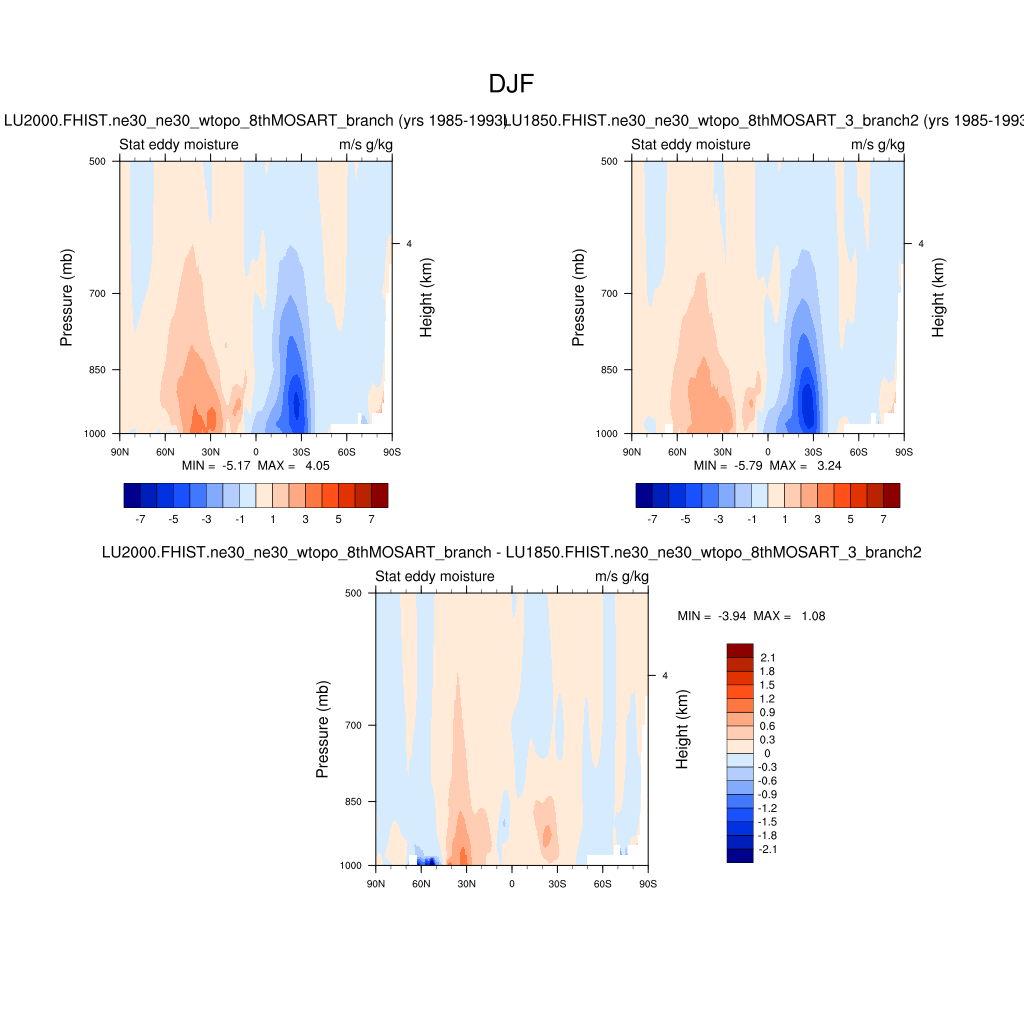 DJF
LU2000.FHIST.ne30_ne30_wtopo_8thMOSART_branch (yrs 1985-1993)
LU1850.FHIST.ne30_ne30_wtopo_8thMOSART_3_branch2 (yrs 1985-1993
Stat eddy moisture m/s g/kg
Stat eddy moisture m/s g/kg
500
700
850
1000
Pressure (mb)
4
Height (km)
90N 60N 30N 0 30S 60S 90S
MIN = -5.17 MAX = 4.05
-7 -5 -3 -1 1 3 5 7
500
700
850
1000
Pressure (mb)
4
Height (km)
90N 60N 30N 0 30S 60S 90S
MIN = -5.79 MAX = 3.24
-7 -5 -3 -1 1 3 5 7
LU2000.FHIST.ne30_ne30_wtopo_8thMOSART_branch - LU1850.FHIST.ne30_ne30_wtopo_8thMOSART_3_branch2
Stat eddy moisture m/s g/kg
500
700
850
1000
Pressure (mb)
4
Height (km)
90N 60N 30N 0 30S 60S 90S
MIN = -3.94 MAX = 1.08
2.1
1.8
1.5
1.2
0.9
0.6
0.3
0
-0.3
-0.6
-0.9
-1.2
-1.5
-1.8
-2.1